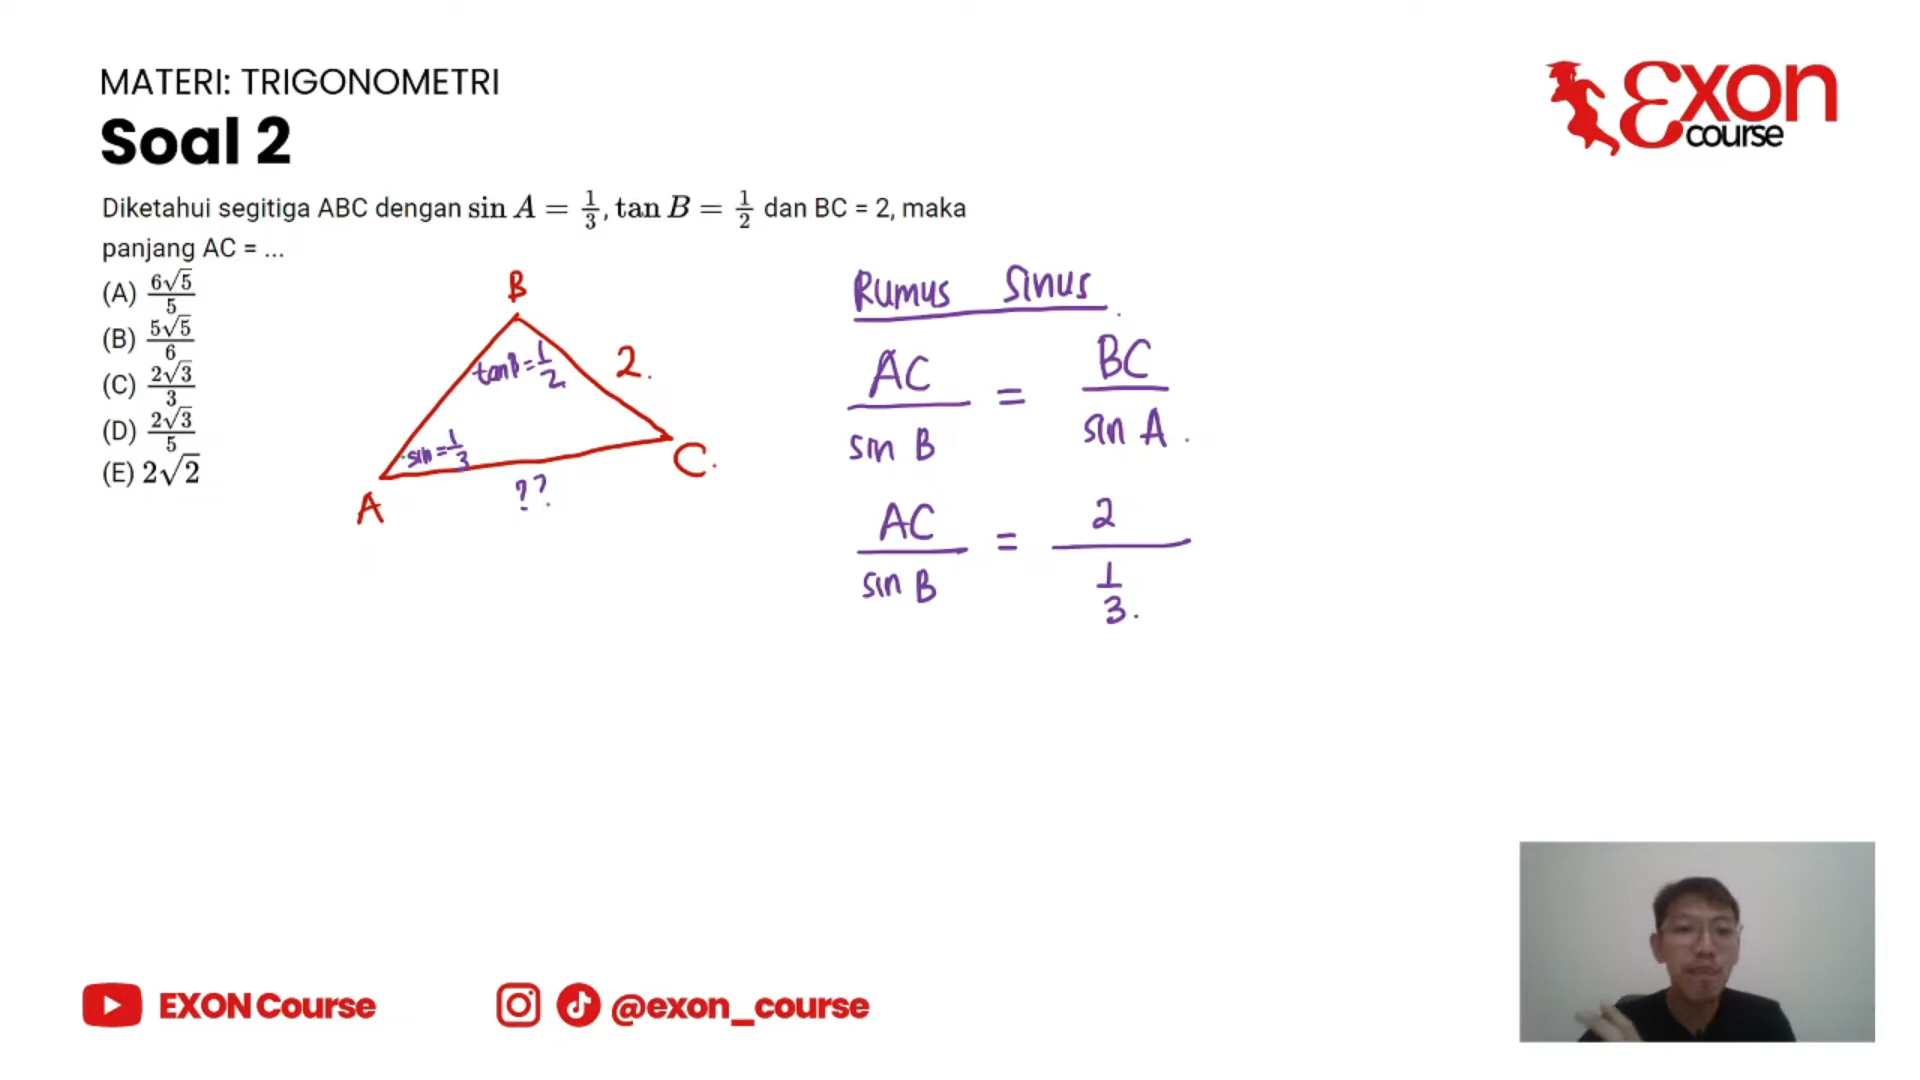 MATERI: TRIGONOMETRI
Soal 2
Diketahui segitiga ABC dengan sin A = 1/3, tan B = 1/2 dan BC = 2, maka
panjang AC = ...
(A) 6√5/5
(B) 5√5/6
(C) 2√3/3
(D) 2√3/5
(E) 2√2
B
tan B = 1/2
2.
sin = 1/3
A
C.
??
Rumus Sinus
AC/sin B = BC/sin A.
AC/sin B = 2/(1/3).
Exon
course
EXON Course
@exon_course